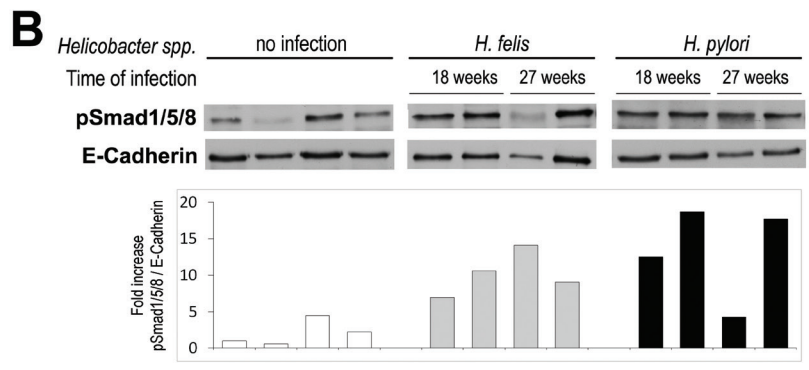 B
Helicobacter spp. no infection H. felis H. pylori
Time of infection 18 weeks 27 weeks 18 weeks 27 weeks
pSmad1/5/8
E-Cadherin
Fold increase
pSmad1/5/8 / E-Cadherin
20
15
10
5
0